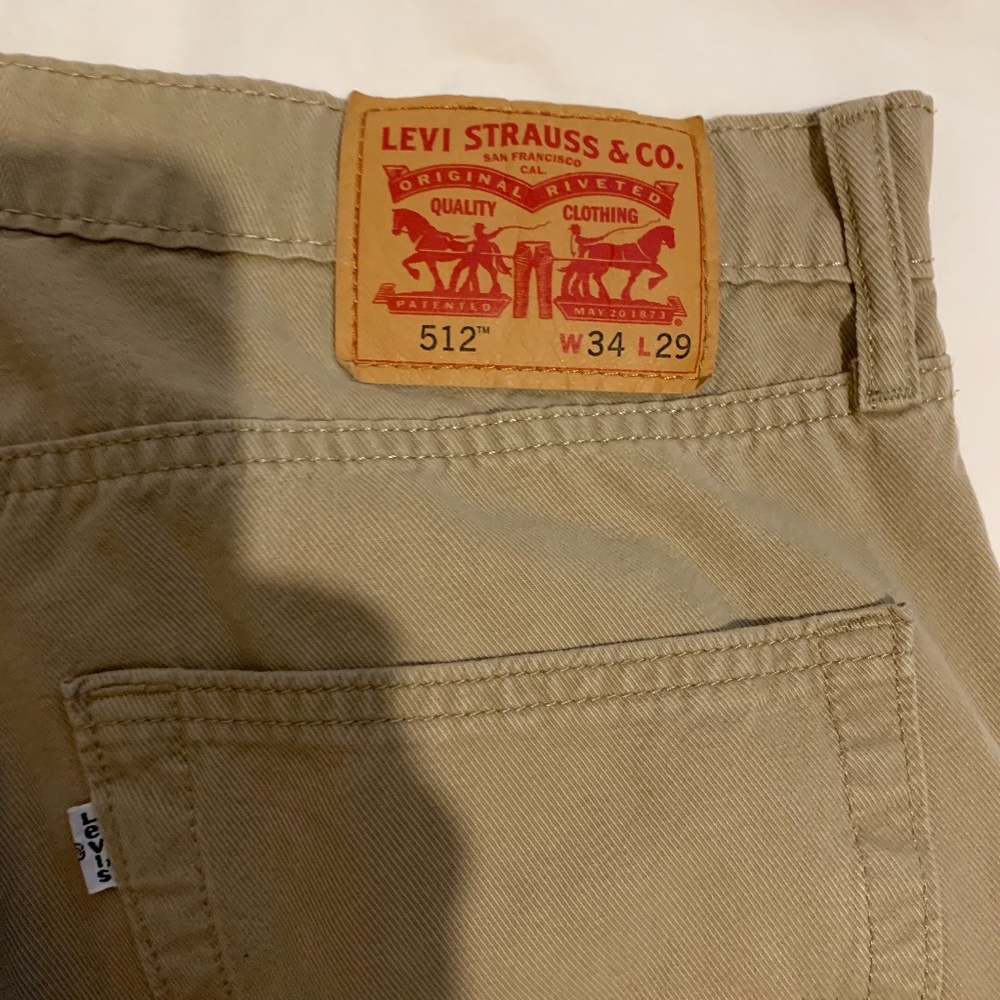 LEVI STRAUSS & CO.
SAN FRANCISCO
CAL.
ORIGINAL RIVETED
QUALITY CLOTHING
PATENTED MAY 20 1873 ®
512™ W34 L29
Levi's ®